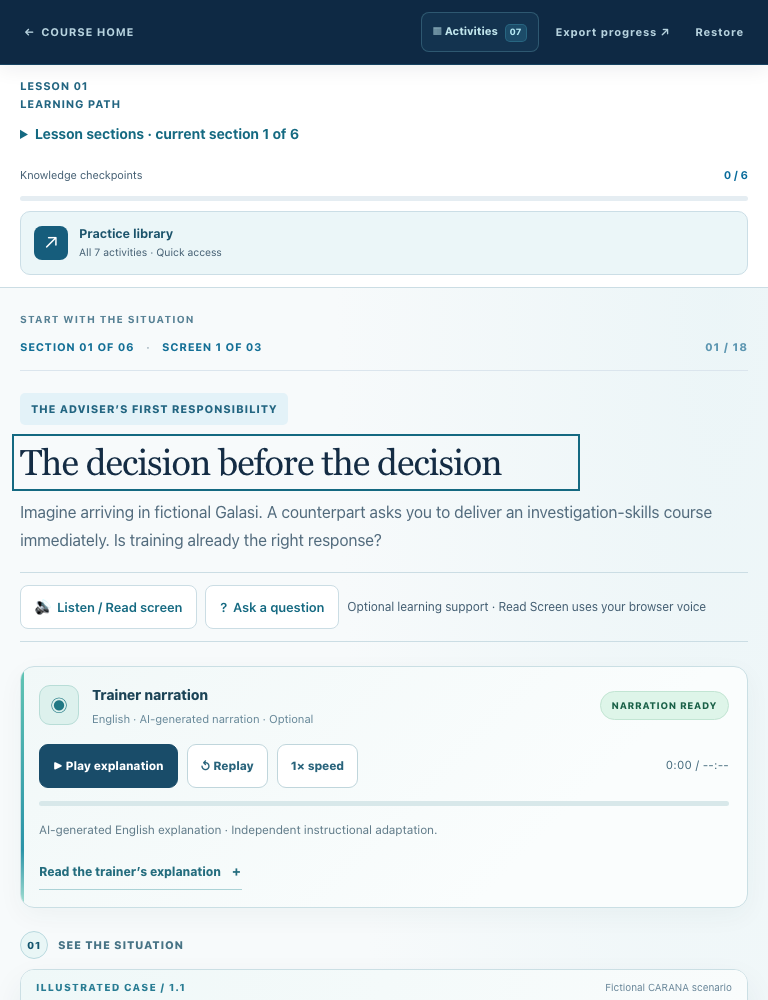 ← COURSE HOME
Activities 07
Export progress ↗
Restore
LESSON 01
LEARNING PATH
▶ Lesson sections · current section 1 of 6
Knowledge checkpoints
0 / 6
↗
Practice library
All 7 activities · Quick access
START WITH THE SITUATION
SECTION 01 OF 06 · SCREEN 1 OF 03
01 / 18
THE ADVISER’S FIRST RESPONSIBILITY
The decision before the decision
Imagine arriving in fictional Galasi. A counterpart asks you to deliver an investigation-skills course
immediately. Is training already the right response?
🔈 Listen / Read screen
? Ask a question
Optional learning support · Read Screen uses your browser voice
Trainer narration
English · AI-generated narration · Optional
NARRATION READY
▶ Play explanation
↺ Replay
1× speed
0:00 / --:--
AI-generated English explanation · Independent instructional adaptation.
Read the trainer’s explanation +
01 SEE THE SITUATION
ILLUSTRATED CASE / 1.1
Fictional CARANA scenario